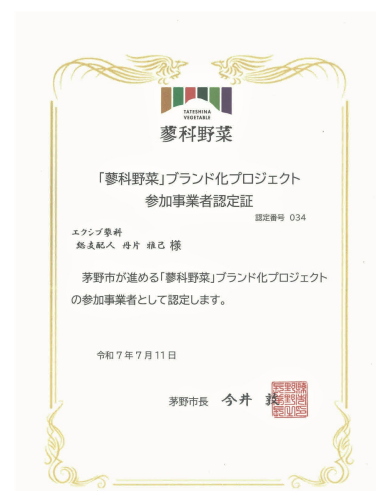 TATESHINA
VEGETABLE
蓼科野菜
「蓼科野菜」ブランド化プロジェクト
参加事業者認定証
認定番号 034
エクシブ蓼科
総支配人 丹片 雅己 様
茅野市が進める「蓼科野菜」ブランド化プロジェクト
の参加事業者として認定します。
令和7年7月11日
茅野市長 今井 敦